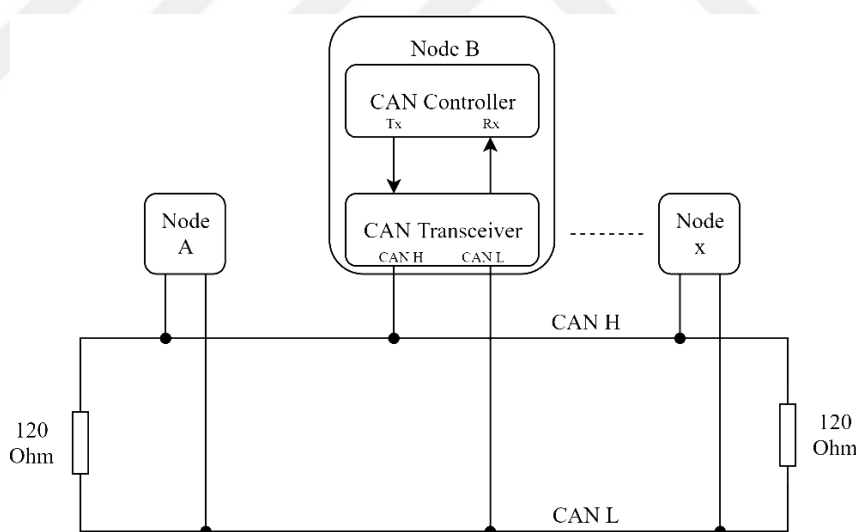 Node B
CAN Controller
Tx
Rx
Node
A
CAN Transceiver
CAN H
CAN L
Node
x
CAN H
120
Ohm
120
Ohm
CAN L